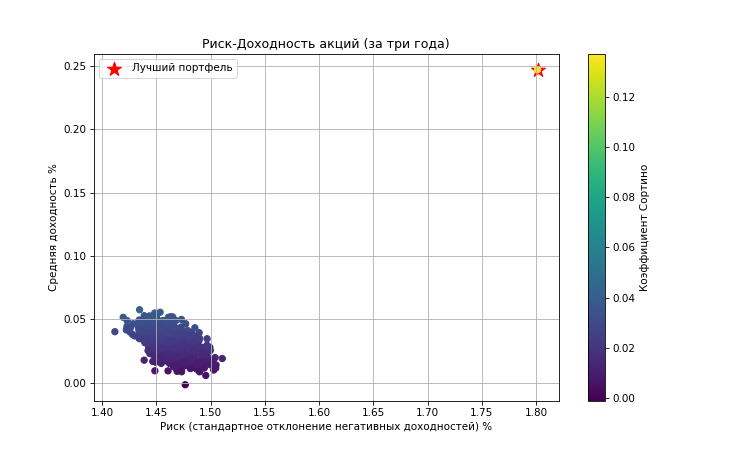 Риск-Доходность акций (за три года)
Лучший портфель
Средняя доходность %
0.25
0.20
0.15
0.10
0.05
0.00
1.40 1.45 1.50 1.55 1.60 1.65 1.70 1.75 1.80
Риск (стандартное отклонение негативных доходностей) %
0.12
0.10
0.08
0.06
0.04
0.02
0.00
Коэффициент Сортино